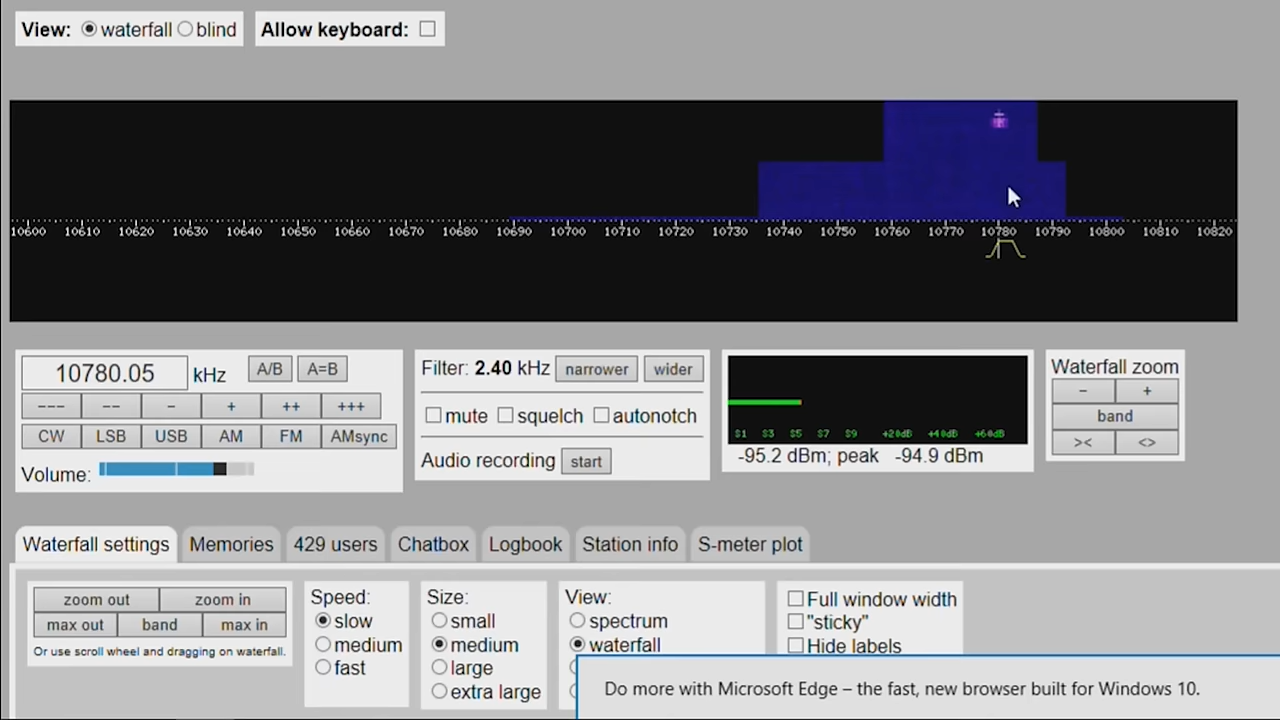 View: waterfall blind Allow keyboard:
10600 10610 10620 10630 10640 10650 10660 10670 10680 10690 10700 10710 10720 10730 10740 10750 10760 10770 10780 10790 10800 10810 10820
10780.05 kHz A/B A=B
--- -- - + ++ +++
CW LSB USB AM FM AMsync
Volume:
Filter: 2.40 kHz narrower wider
mute squelch autonotch
Audio recording start
S1 S3 S5 S7 S9 +20dB +40dB +60dB
-95.2 dBm; peak -94.9 dBm
Waterfall zoom
- +
band
>< <>
Waterfall settings Memories 429 users Chatbox Logbook Station info S-meter plot
zoom out zoom in
max out band max in
Or use scroll wheel and dragging on waterfall.
Speed:
slow
medium
fast
Size:
small
medium
large
extra large
View:
spectrum
waterfall
Full window width
"sticky"
Hide labels
Do more with Microsoft Edge – the fast, new browser built for Windows 10.